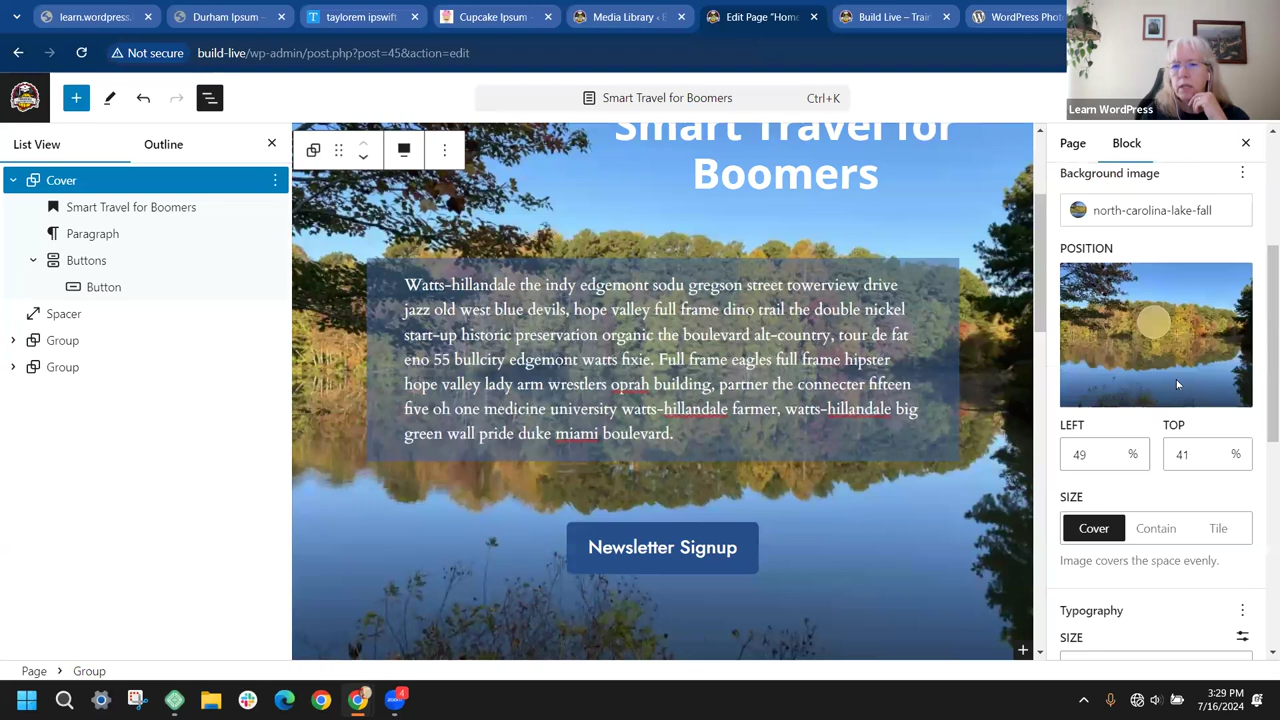 learn.wordpress.
Durham Ipsum –
taylorem ipswift
Cupcake Ipsum -
Media Library ‹
Edit Page “Home
Build Live – Train
WordPress Phot
Not secure
build-live/wp-admin/post.php?post=45&action=edit
Smart Travel for Boomers
Ctrl+K
Learn WordPress
List View
Outline
Page
Block
Cover
Smart Travel for Boomers
Paragraph
Buttons
Button
Spacer
Group
Group
Smart Travel for
Boomers
Watts-hillandale the indy edgemont sodu gregson street towerview drive
jazz old west blue devils, hope valley full frame dino trail the double nickel
start-up historic preservation organic the boulevard alt-country, tour de fat
eno 55 bullcity edgemont watts fixie. Full frame eagles full frame hipster
hope valley lady arm wrestlers oprah building, partner the connecter fifteen
five oh one medicine university watts-hillandale farmer, watts-hillandale big
green wall pride duke miami boulevard.
Newsletter Signup
Background image
north-carolina-lake-fall
POSITION
LEFT
TOP
49 %
41 %
SIZE
Cover
Contain
Tile
Image covers the space evenly.
Typography
SIZE
Page > Group
4
3:29 PM
7/16/2024